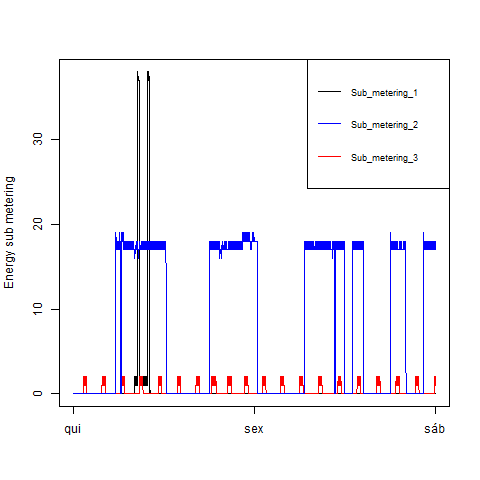 Sub_metering_1
Sub_metering_2
Sub_metering_3
Energy sub metering
30
20
10
0
qui sex sáb